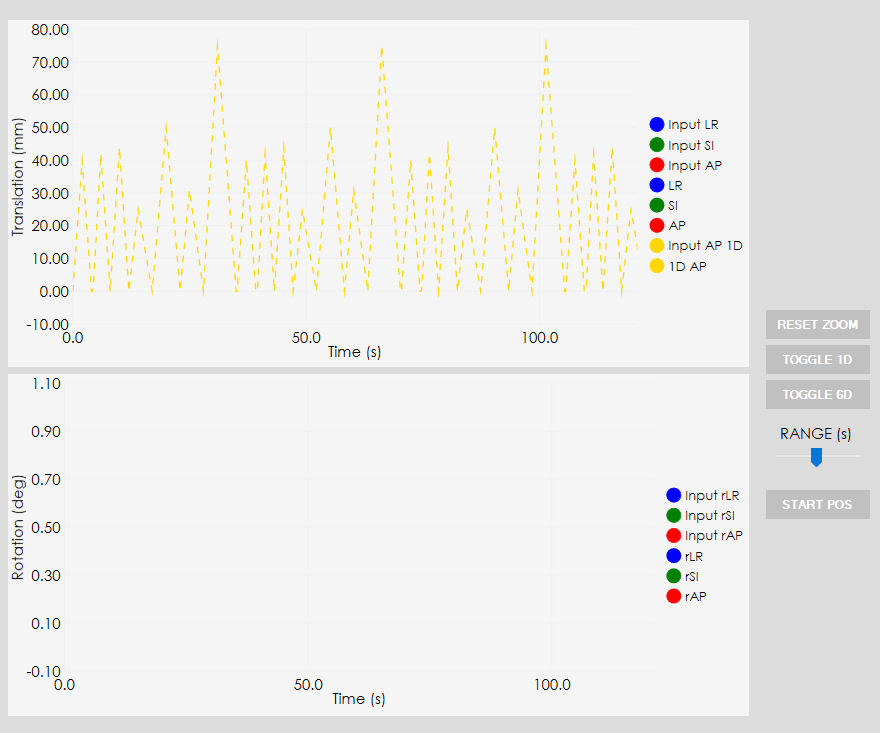 80.00
70.00
60.00
50.00
40.00
30.00
20.00
10.00
0.00
-10.00
Translation (mm)
0.0 50.0 100.0
Time (s)
Input LR
Input SI
Input AP
LR
SI
AP
Input AP 1D
1D AP
1.10
0.90
0.70
0.50
0.30
0.10
-0.10
Rotation (deg)
0.0 50.0 100.0
Time (s)
Input rLR
Input rSI
Input rAP
rLR
rSI
rAP
RESET ZOOM
TOGGLE 1D
TOGGLE 6D
RANGE (s)
START POS